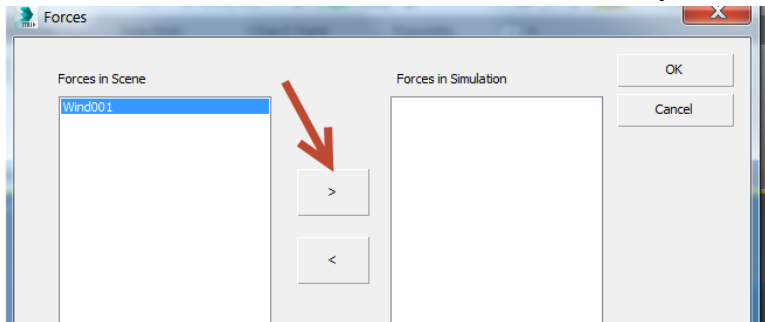 Forces
Forces in Scene
Forces in Simulation
OK
Wind001
Cancel
>
<